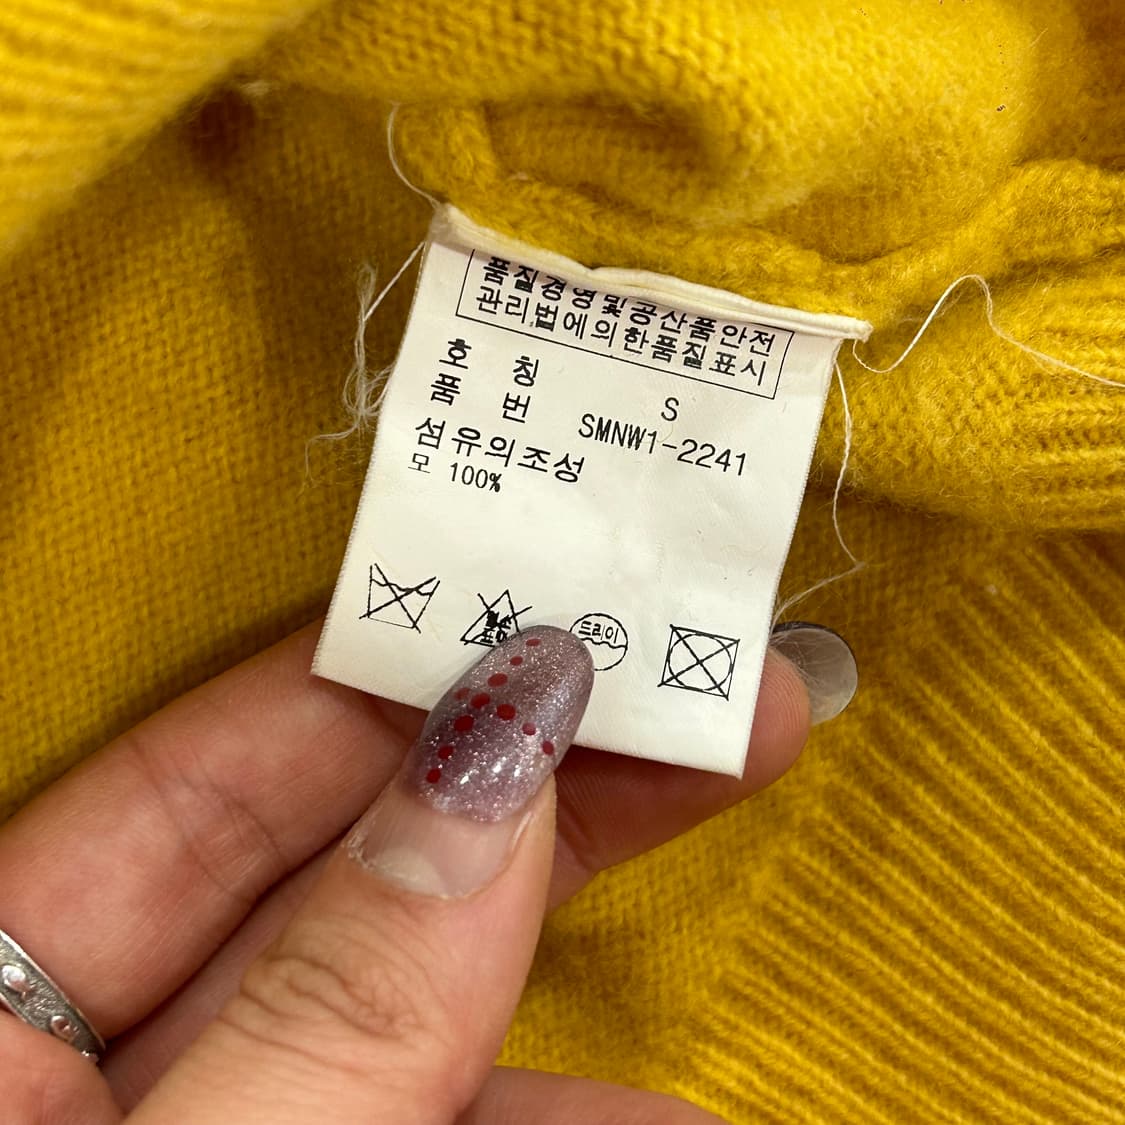 품질경영및공산품안전
관리법에의한품질표시
호 칭 S
품 번 SMNW1-2241
섬유의조성
모 100%
드리이